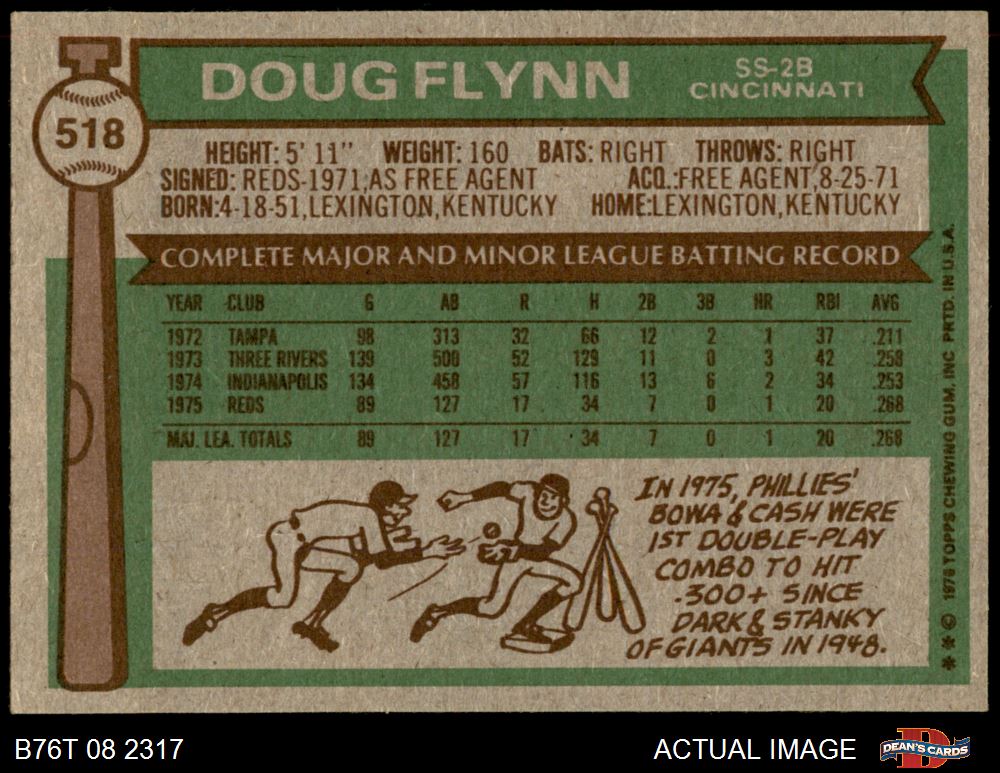 DOUG FLYNN
SS-2B
CINCINNATI
518
HEIGHT: 5' 11" WEIGHT: 160 BATS: RIGHT THROWS: RIGHT
SIGNED: REDS-1971, AS FREE AGENT ACQ.: FREE AGENT, 8-25-71
BORN: 4-18-51, LEXINGTON, KENTUCKY HOME: LEXINGTON, KENTUCKY
COMPLETE MAJOR AND MINOR LEAGUE BATTING RECORD
YEAR CLUB G AB R H 2B 3B HR RBI AVG
1972 TAMPA 98 313 32 66 12 2 1 37 .211
1973 THREE RIVERS 139 500 52 129 11 0 3 42 .258
1974 INDIANAPOLIS 134 458 57 116 13 6 2 34 .253
1975 REDS 89 127 17 34 7 0 1 20 .268
MAJ. LEA. TOTALS 89 127 17 34 7 0 1 20 .268
IN 1975, PHILLIES'
BOWA & CASH WERE
1ST DOUBLE-PLAY
COMBO TO HIT
.300+ SINCE
DARK & STANKY
OF GIANTS IN 1948.
** © 1976 TOPPS CHEWING GUM, INC PRTD. IN U.S.A.
B76T 08 2317
ACTUAL IMAGE
DEAN'S CARDS